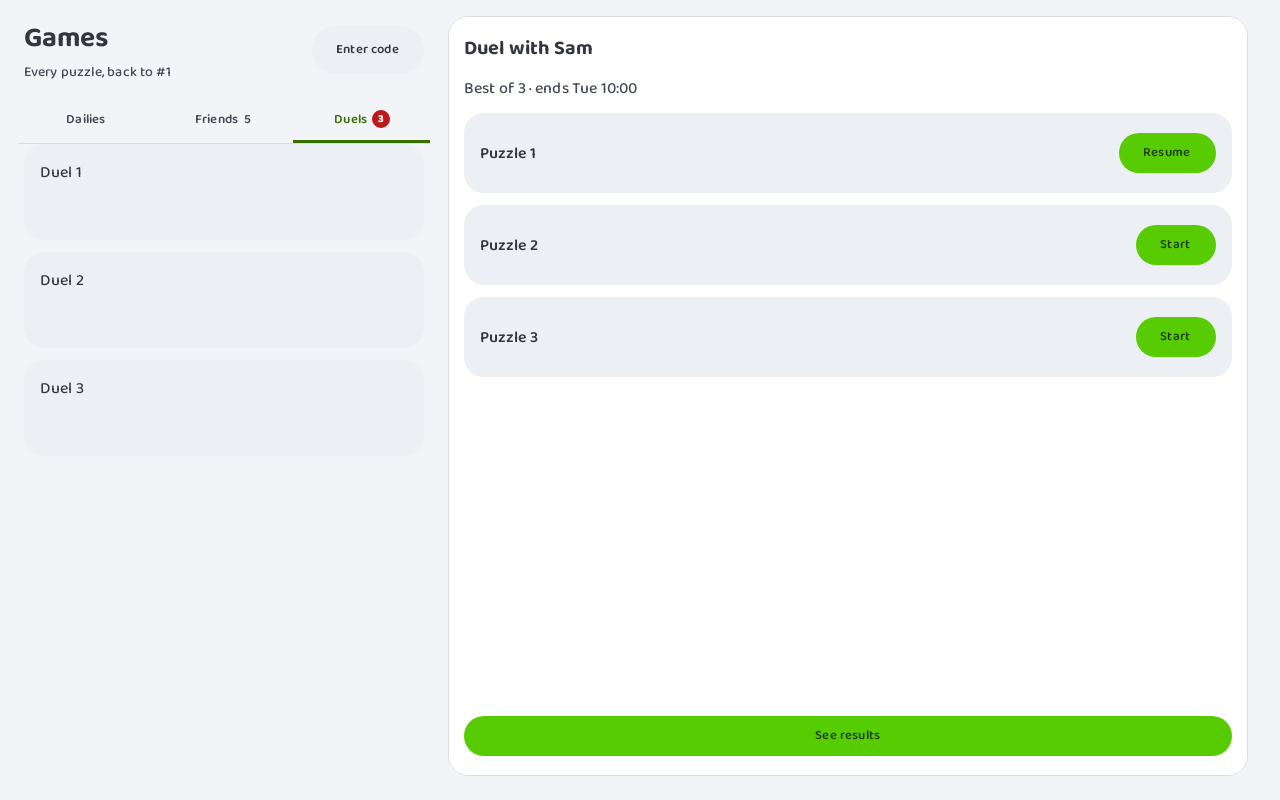 Games
Enter code
Every puzzle, back to #1
Dailies
Friends 5
Duels 3
Duel 1
Duel 2
Duel 3
Duel with Sam
Best of 3 · ends Tue 10:00
Puzzle 1
Resume
Puzzle 2
Start
Puzzle 3
Start
See results